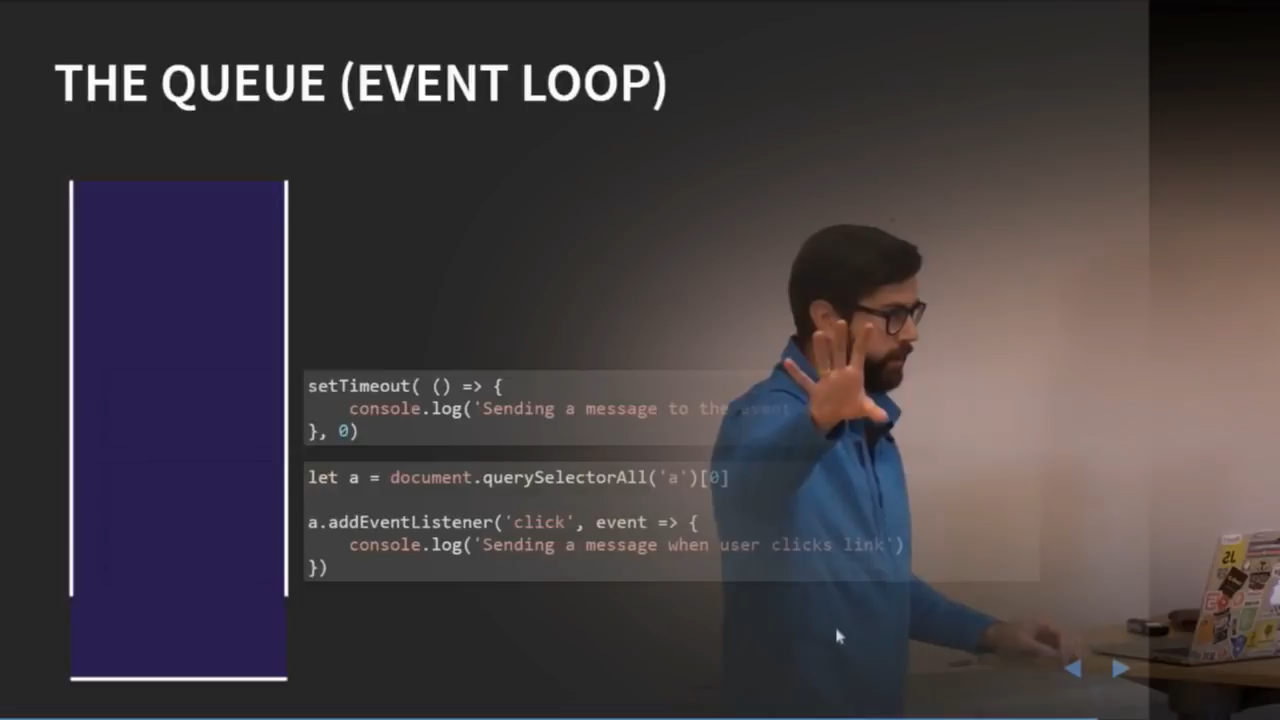 THE QUEUE (EVENT LOOP)
setTimeout( () => {
console.log('Sending a message to the event
}, 0)
let a = document.querySelectorAll('a')[0]
a.addEventListener('click', event => {
console.log('Sending a message when user clicks link')
})